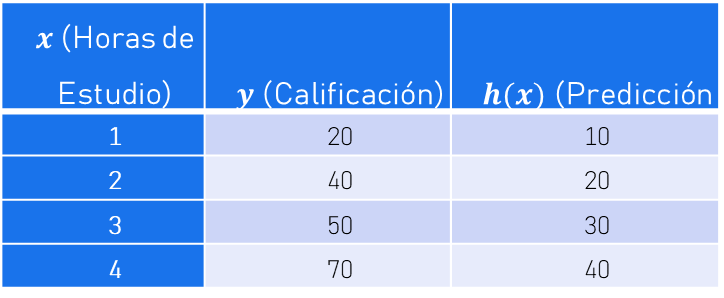 x (Horas de
Estudio)
y (Calificación)
h(x) (Predicción
1 20 10
2 40 20
3 50 30
4 70 40